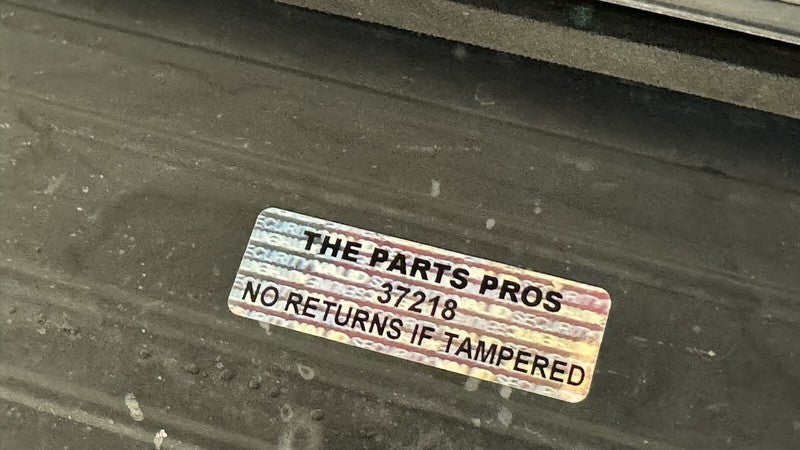 THE PARTS PROS
37218
NO RETURNS IF TAMPERED